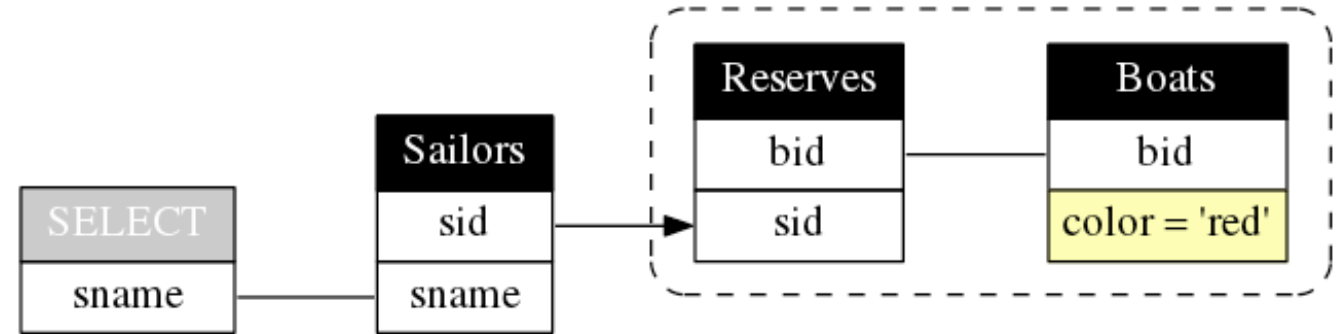 SELECT
sname
Sailors
sid
sname
Reserves
bid
sid
Boats
bid
color = 'red'